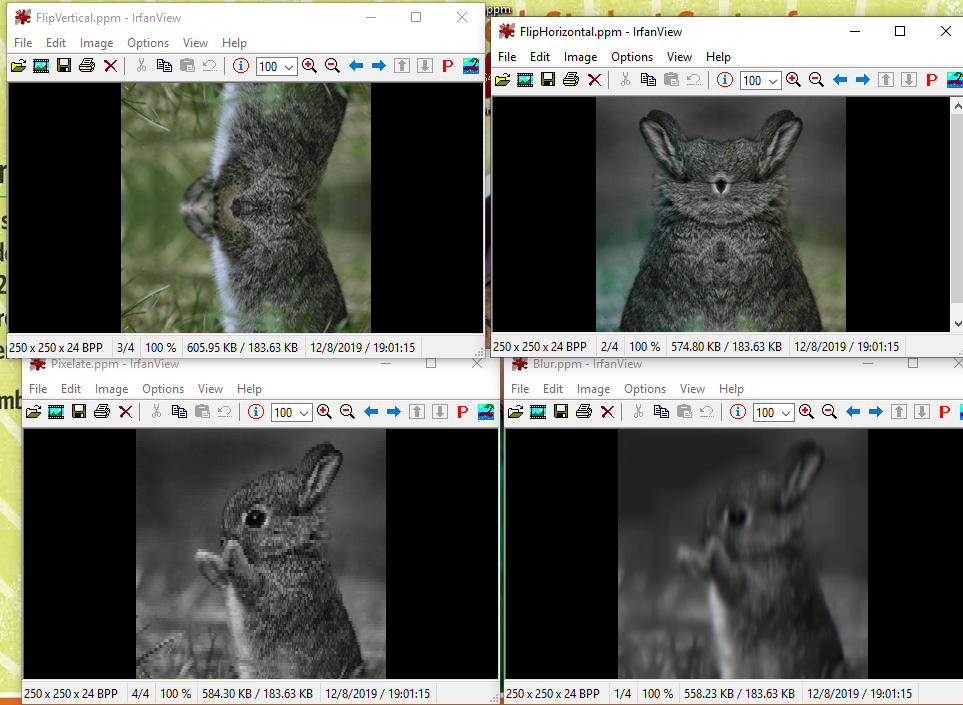 FlipVertical.ppm - IrfanView
File Edit Image Options View Help
100
P
250 x 250 x 24 BPP 3/4 100 % 605.95 KB / 183.63 KB 12/8/2019 / 19:01:15
ppm
FlipHorizontal.ppm - IrfanView
File Edit Image Options View Help
100
P
250 x 250 x 24 BPP 2/4 100 % 574.80 KB / 183.63 KB 12/8/2019 / 19:01:15
Pixelate.ppm - IrfanView
File Edit Image Options View Help
100
P
250 x 250 x 24 BPP 4/4 100 % 584.30 KB / 183.63 KB 12/8/2019 / 19:01:15
Blur.ppm - IrfanView
File Edit Image Options View Help
100
P
250 x 250 x 24 BPP 1/4 100 % 558.23 KB / 183.63 KB 12/8/2019 / 19:01:15